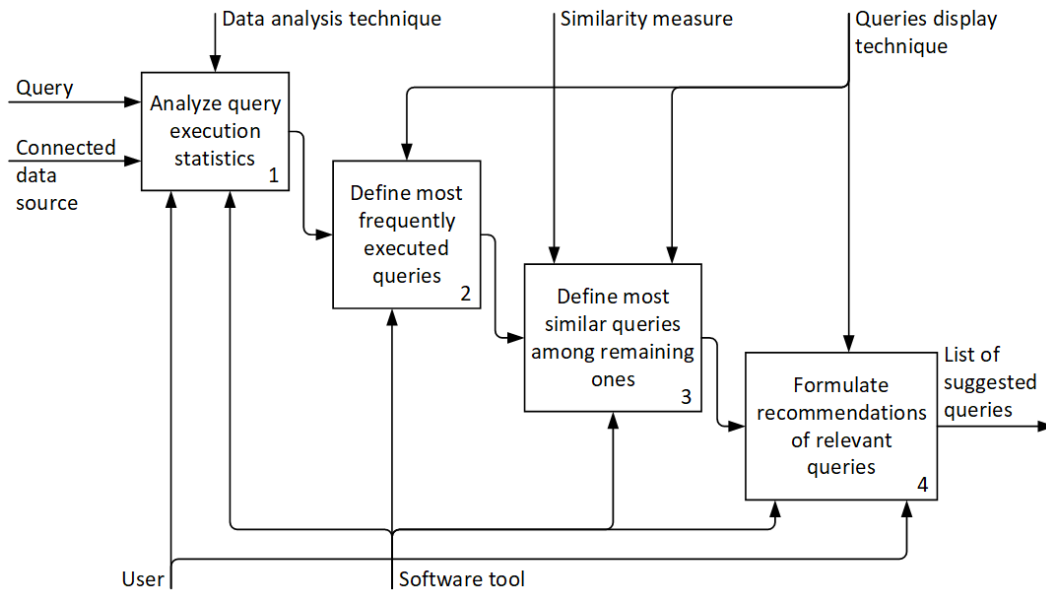 Data analysis technique
Similarity measure
Queries display
technique
Query
Connected
data
source
Analyze query
execution
statistics
1
Define most
frequently
executed
queries
2
Define most
similar queries
among remaining
ones
3
Formulate
recommendations
of relevant
queries
4
List of
suggested
queries
User
Software tool